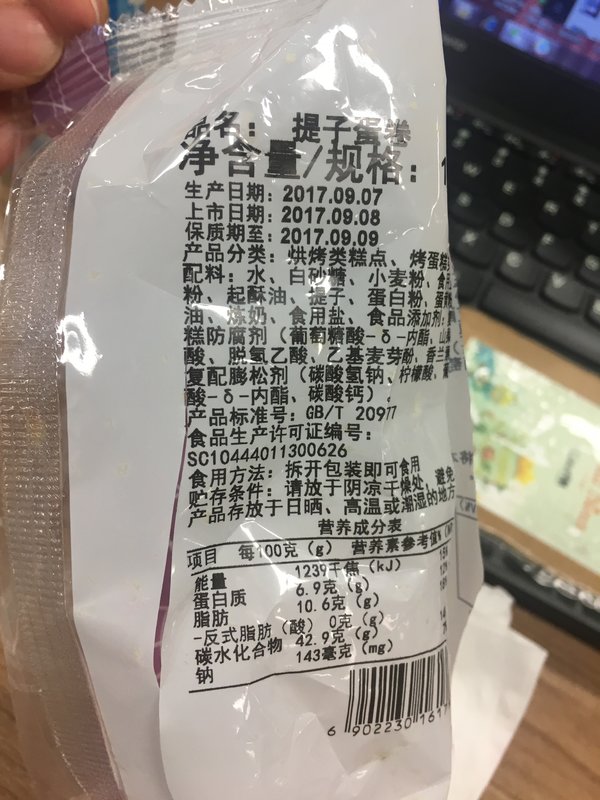 品名： 提子蛋卷
净含量/规格：
生产日期：2017.09.07
上市日期：2017.09.08
保质期至：2017.09.09
产品分类：烘烤类糕点、烤蛋糕
配料：水、白砂糖、小麦粉、食
粉、起酥油、提子、蛋白粉、蛋
油、炼奶、食用盐、食品添加剂：
糕防腐剂（葡萄糖酸-δ-内酯、山
酸、脱氢乙酸、乙基麦芽酚、香兰
复配膨松剂（碳酸氢钠、柠檬酸、
酸-δ-内酯、碳酸钙）。
产品标准号：GB/T 20977
食品生产许可证编号：
SC10444011300626
食用方法：拆开包装即可食用
贮存条件：请放于阴凉干燥处，避免
产品存放于日晒、高温或潮湿的地方
营养成分表
项目 每100克（g） 营养素参考值%
能量 1239千焦（kJ）
蛋白质 6.9克（g）
脂肪 10.6克（g）
-反式脂肪（酸） 0克（g）
碳水化合物 42.9克（g）
钠 143毫克（mg）
6 902230 161